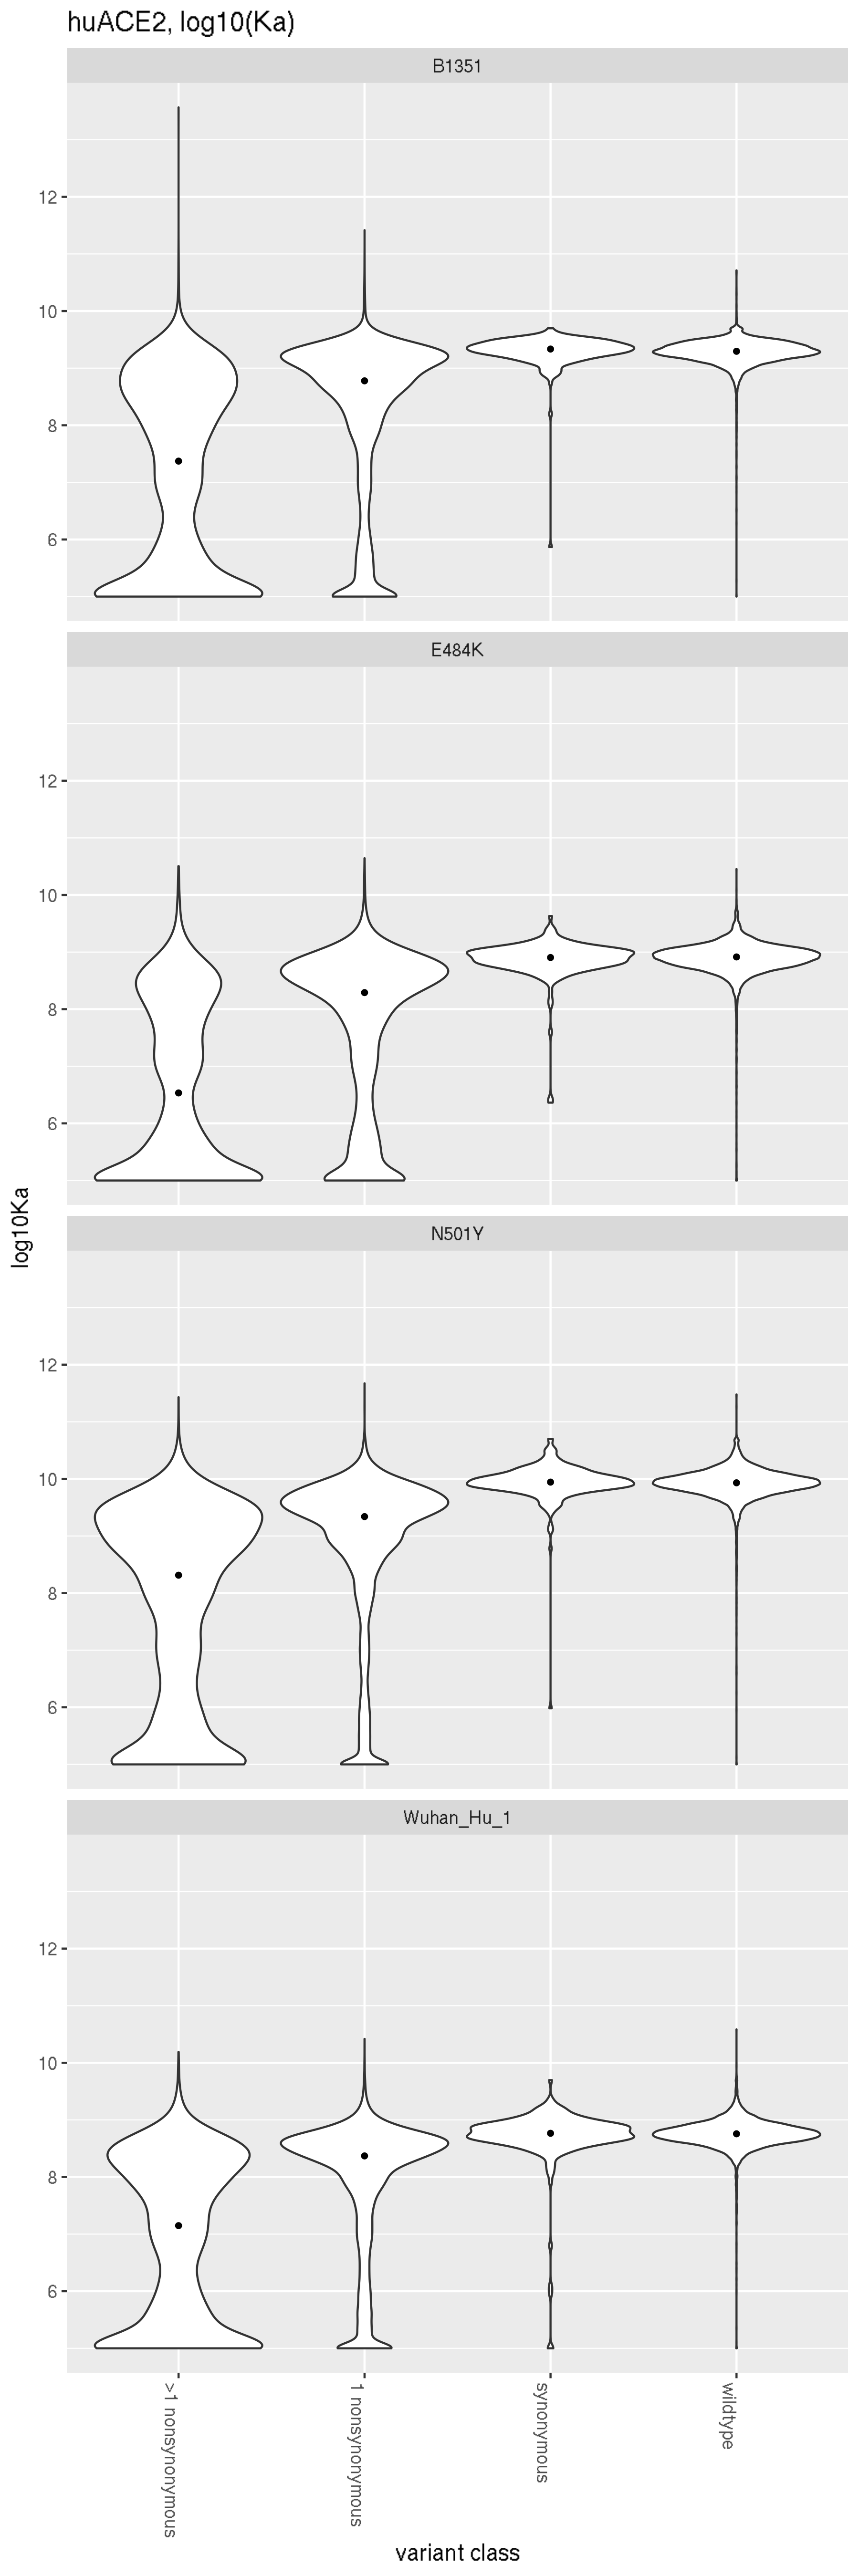 huACE2, log10(Ka)
B1351
12
10
8
6
E484K
12
10
8
6
N501Y
12
10
8
6
Wuhan_Hu_1
12
10
8
6
log10Ka
>1 nonsynonymous
1 nonsynonymous
synonymous
wildtype
variant class